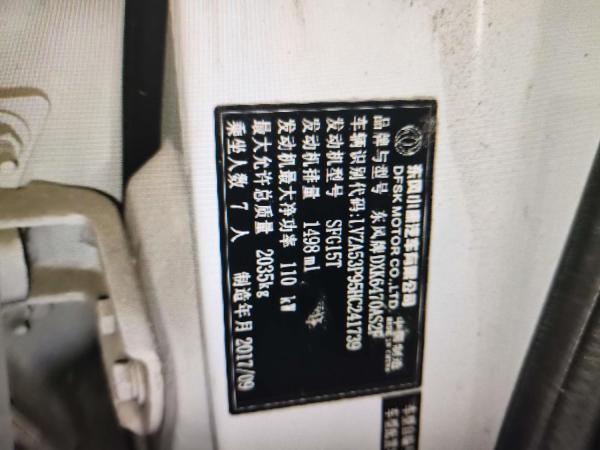 东风小康汽车有限公司
DFSK MOTOR CO.,LTD.
中国制造
MADE IN CHINA
品牌与型号 东风牌DXK6470AS2F
车辆识别代码:LVZA53P95HC241739
发动机型号 SFG15T
发动机排量 1498ml
发动机最大净功率 110 kW
最大允许总质量 2035kg
乘坐人数 7 人 制造年月 2017/09